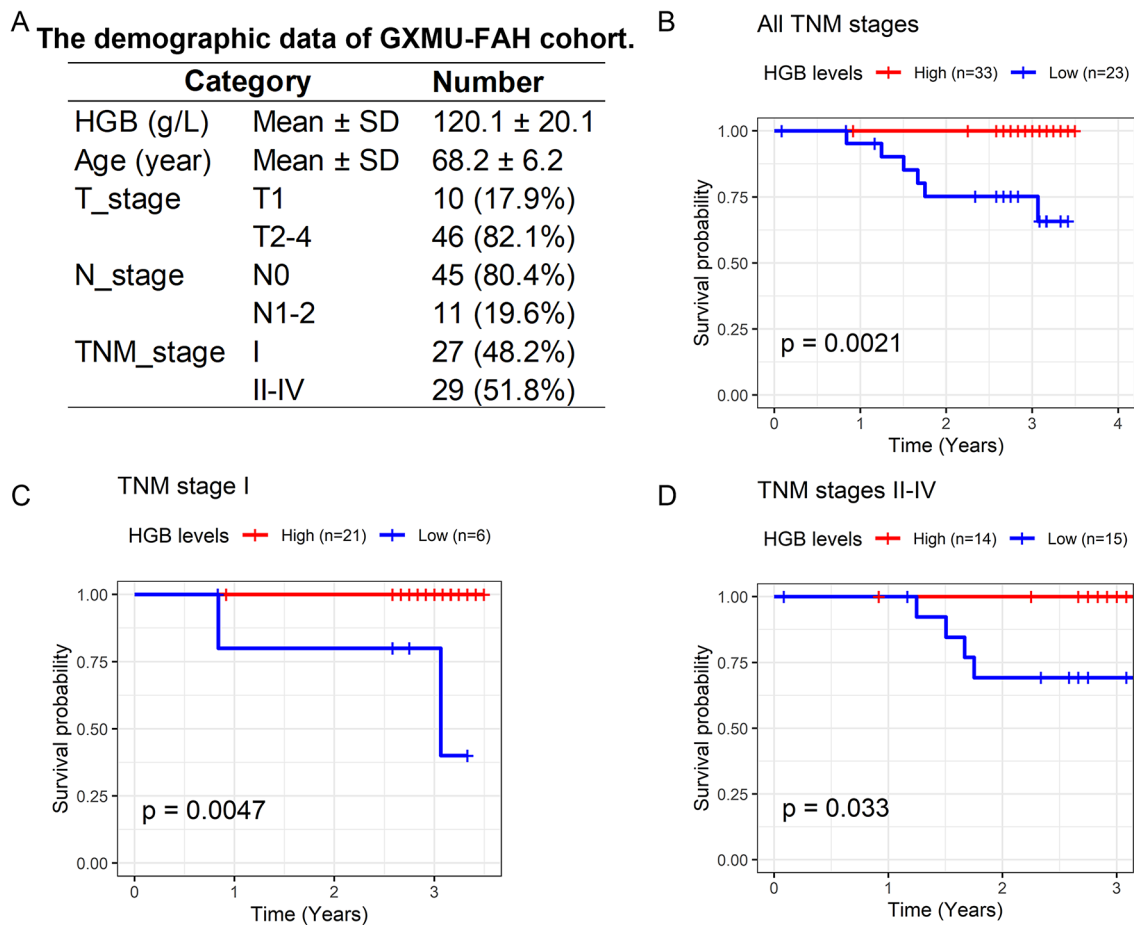 A
The demographic data of GXMU-FAH cohort.
Category Number
HGB (g/L) Mean ± SD 120.1 ± 20.1
Age (year) Mean ± SD 68.2 ± 6.2
T_stage T1 10 (17.9%)
T2-4 46 (82.1%)
N_stage N0 45 (80.4%)
N1-2 11 (19.6%)
TNM_stage I 27 (48.2%)
II-IV 29 (51.8%)
B
All TNM stages
HGB levels High (n=33) Low (n=23)
Survival probability
1.00
0.75
0.50
0.25
0.00
p = 0.0021
0 1 2 3 4
Time (Years)
C
TNM stage I
HGB levels High (n=21) Low (n=6)
Survival probability
1.00
0.75
0.50
0.25
0.00
p = 0.0047
0 1 2 3
Time (Years)
D
TNM stages II-IV
HGB levels High (n=14) Low (n=15)
Survival probability
1.00
0.75
0.50
0.25
0.00
p = 0.033
0 1 2 3
Time (Years)